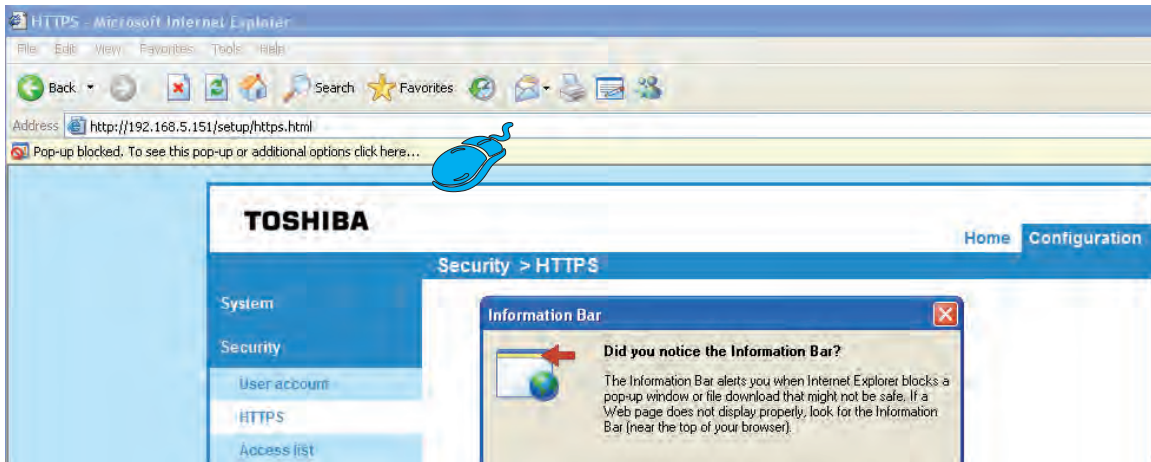 HTTPS - Microsoft Internet Explorer
File Edit View Favorites Tools Help
Back Search Favorites
Address http://192.168.5.151/setup/https.html
Pop-up blocked. To see this pop-up or additional options click here...
TOSHIBA
Home Configuration
Security > HTTPS
System
Security
User account
HTTPS
Access list
Information Bar
Did you notice the Information Bar?
The Information Bar alerts you when Internet Explorer blocks a
pop-up window or file download that might not be safe. If a
Web page does not display properly, look for the Information
Bar (near the top of your browser).